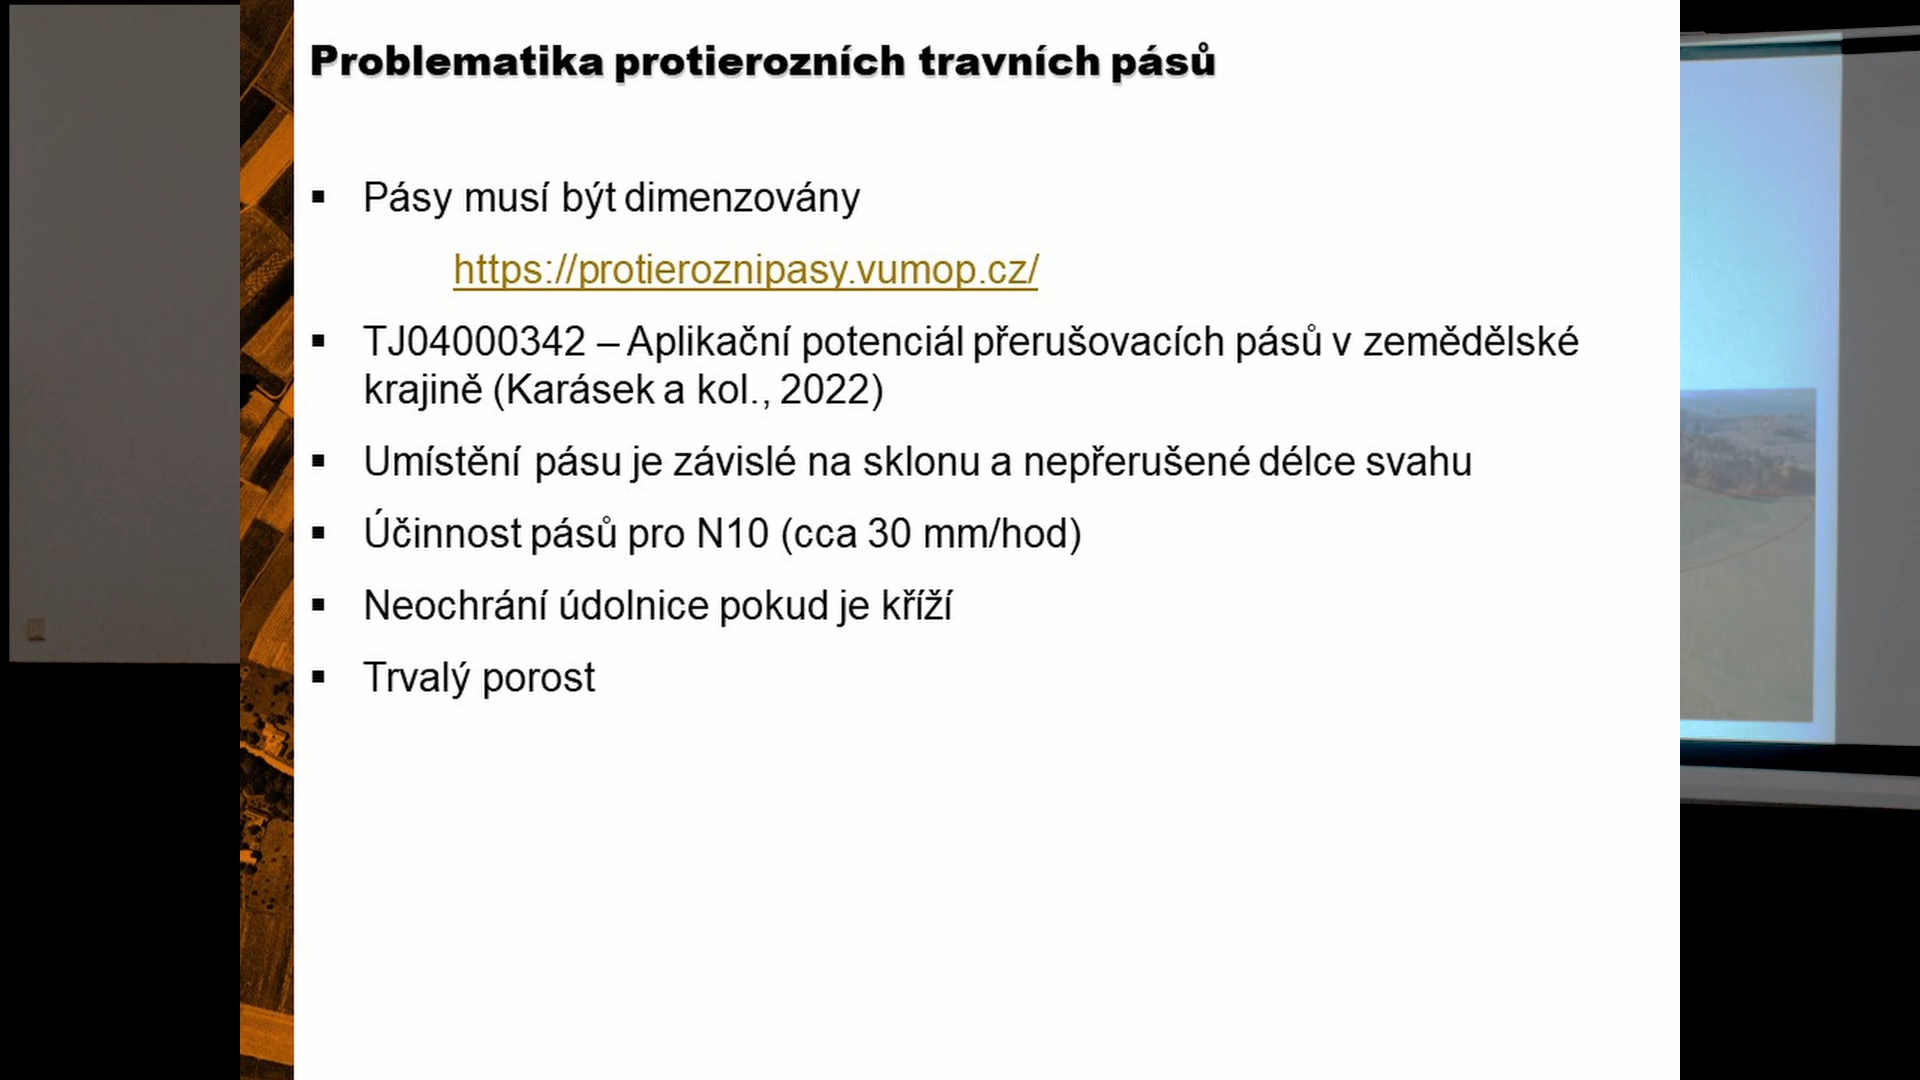 Problematika protierozních travních pásů
▪ Pásy musí být dimenzovány
https://protieroznipasy.vumop.cz/
▪ TJ04000342 – Aplikační potenciál přerušovacích pásů v zemědělské
krajině (Karásek a kol., 2022)
▪ Umístění pásu je závislé na sklonu a nepřerušené délce svahu
▪ Účinnost pásů pro N10 (cca 30 mm/hod)
▪ Neochrání údolnice pokud je kříží
▪ Trvalý porost